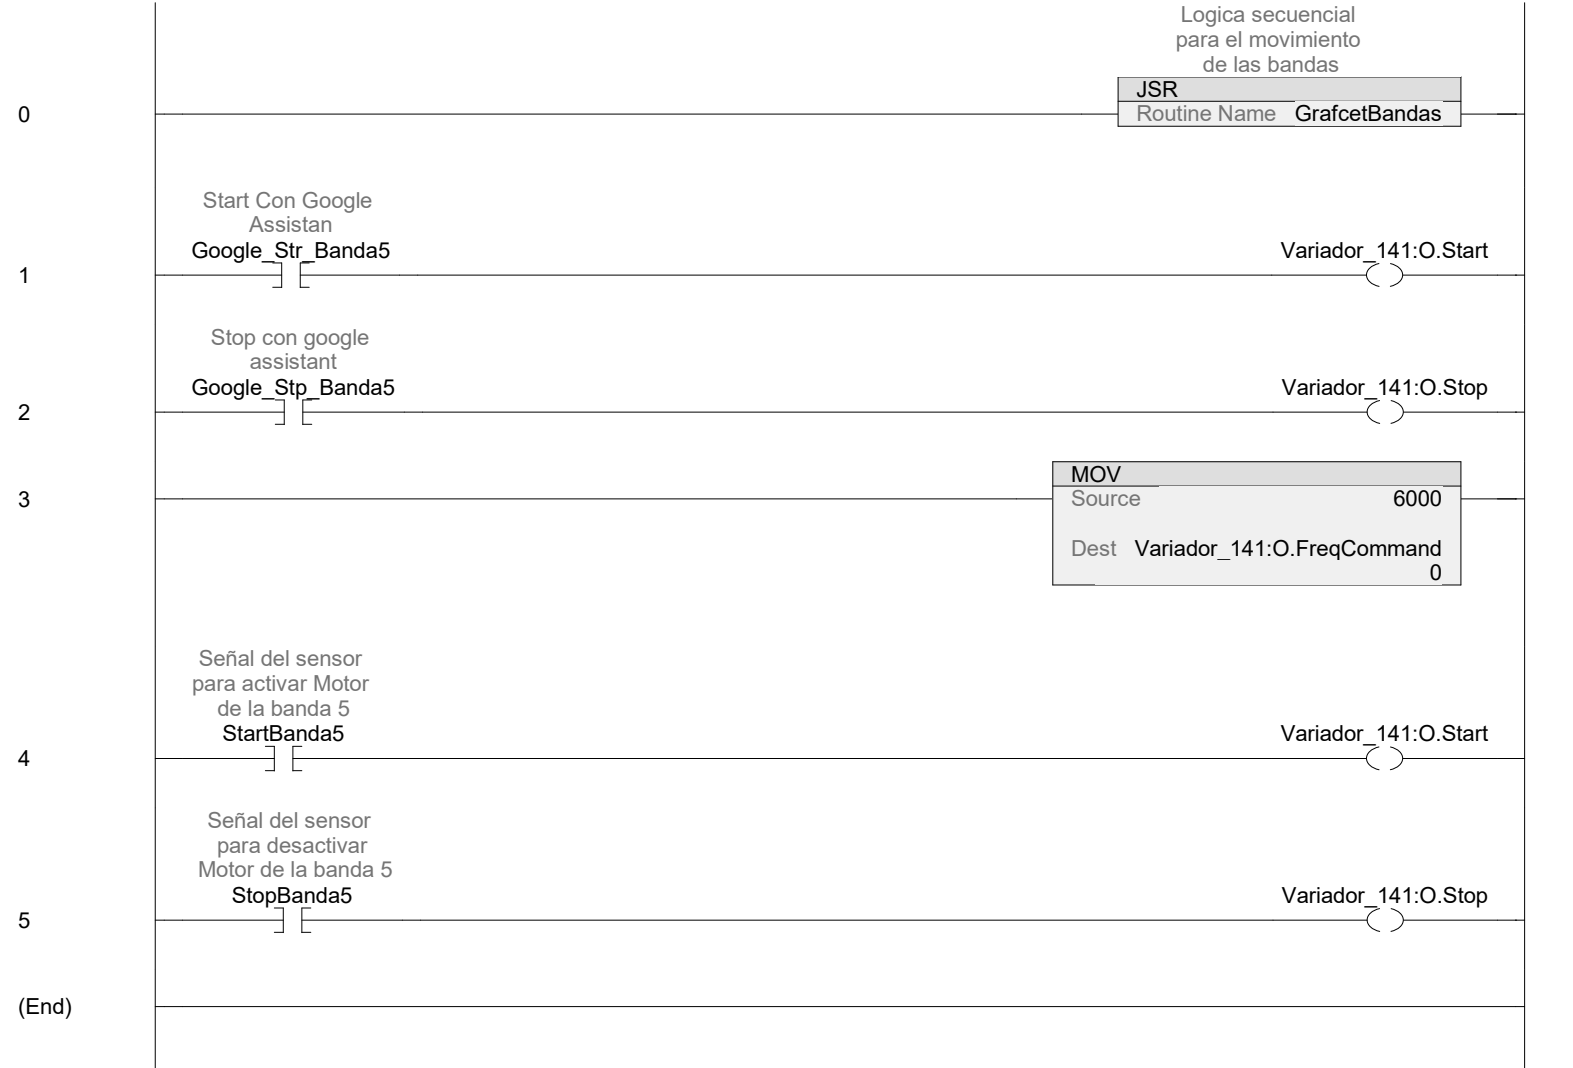 Logica secuencial
para el movimiento
de las bandas
JSR
0
Routine Name GrafcetBandas
Start Con Google
Assistan
Google_Str_Banda5
Variador_141:O.Start
1
Stop con google
assistant
Google_Stp_Banda5
Variador_141:O.Stop
2
MOV
3
Source 6000
Dest Variador_141:O.FreqCommand
0
Señal del sensor
para activar Motor
de la banda 5
StartBanda5
Variador_141:O.Start
4
Señal del sensor
para desactivar
Motor de la banda 5
StopBanda5
Variador_141:O.Stop
5
(End)